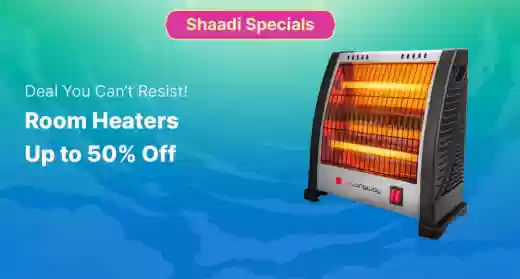 Shaadi Specials
Deal You Can't Resist!
Room Heaters
Up to 50% Off